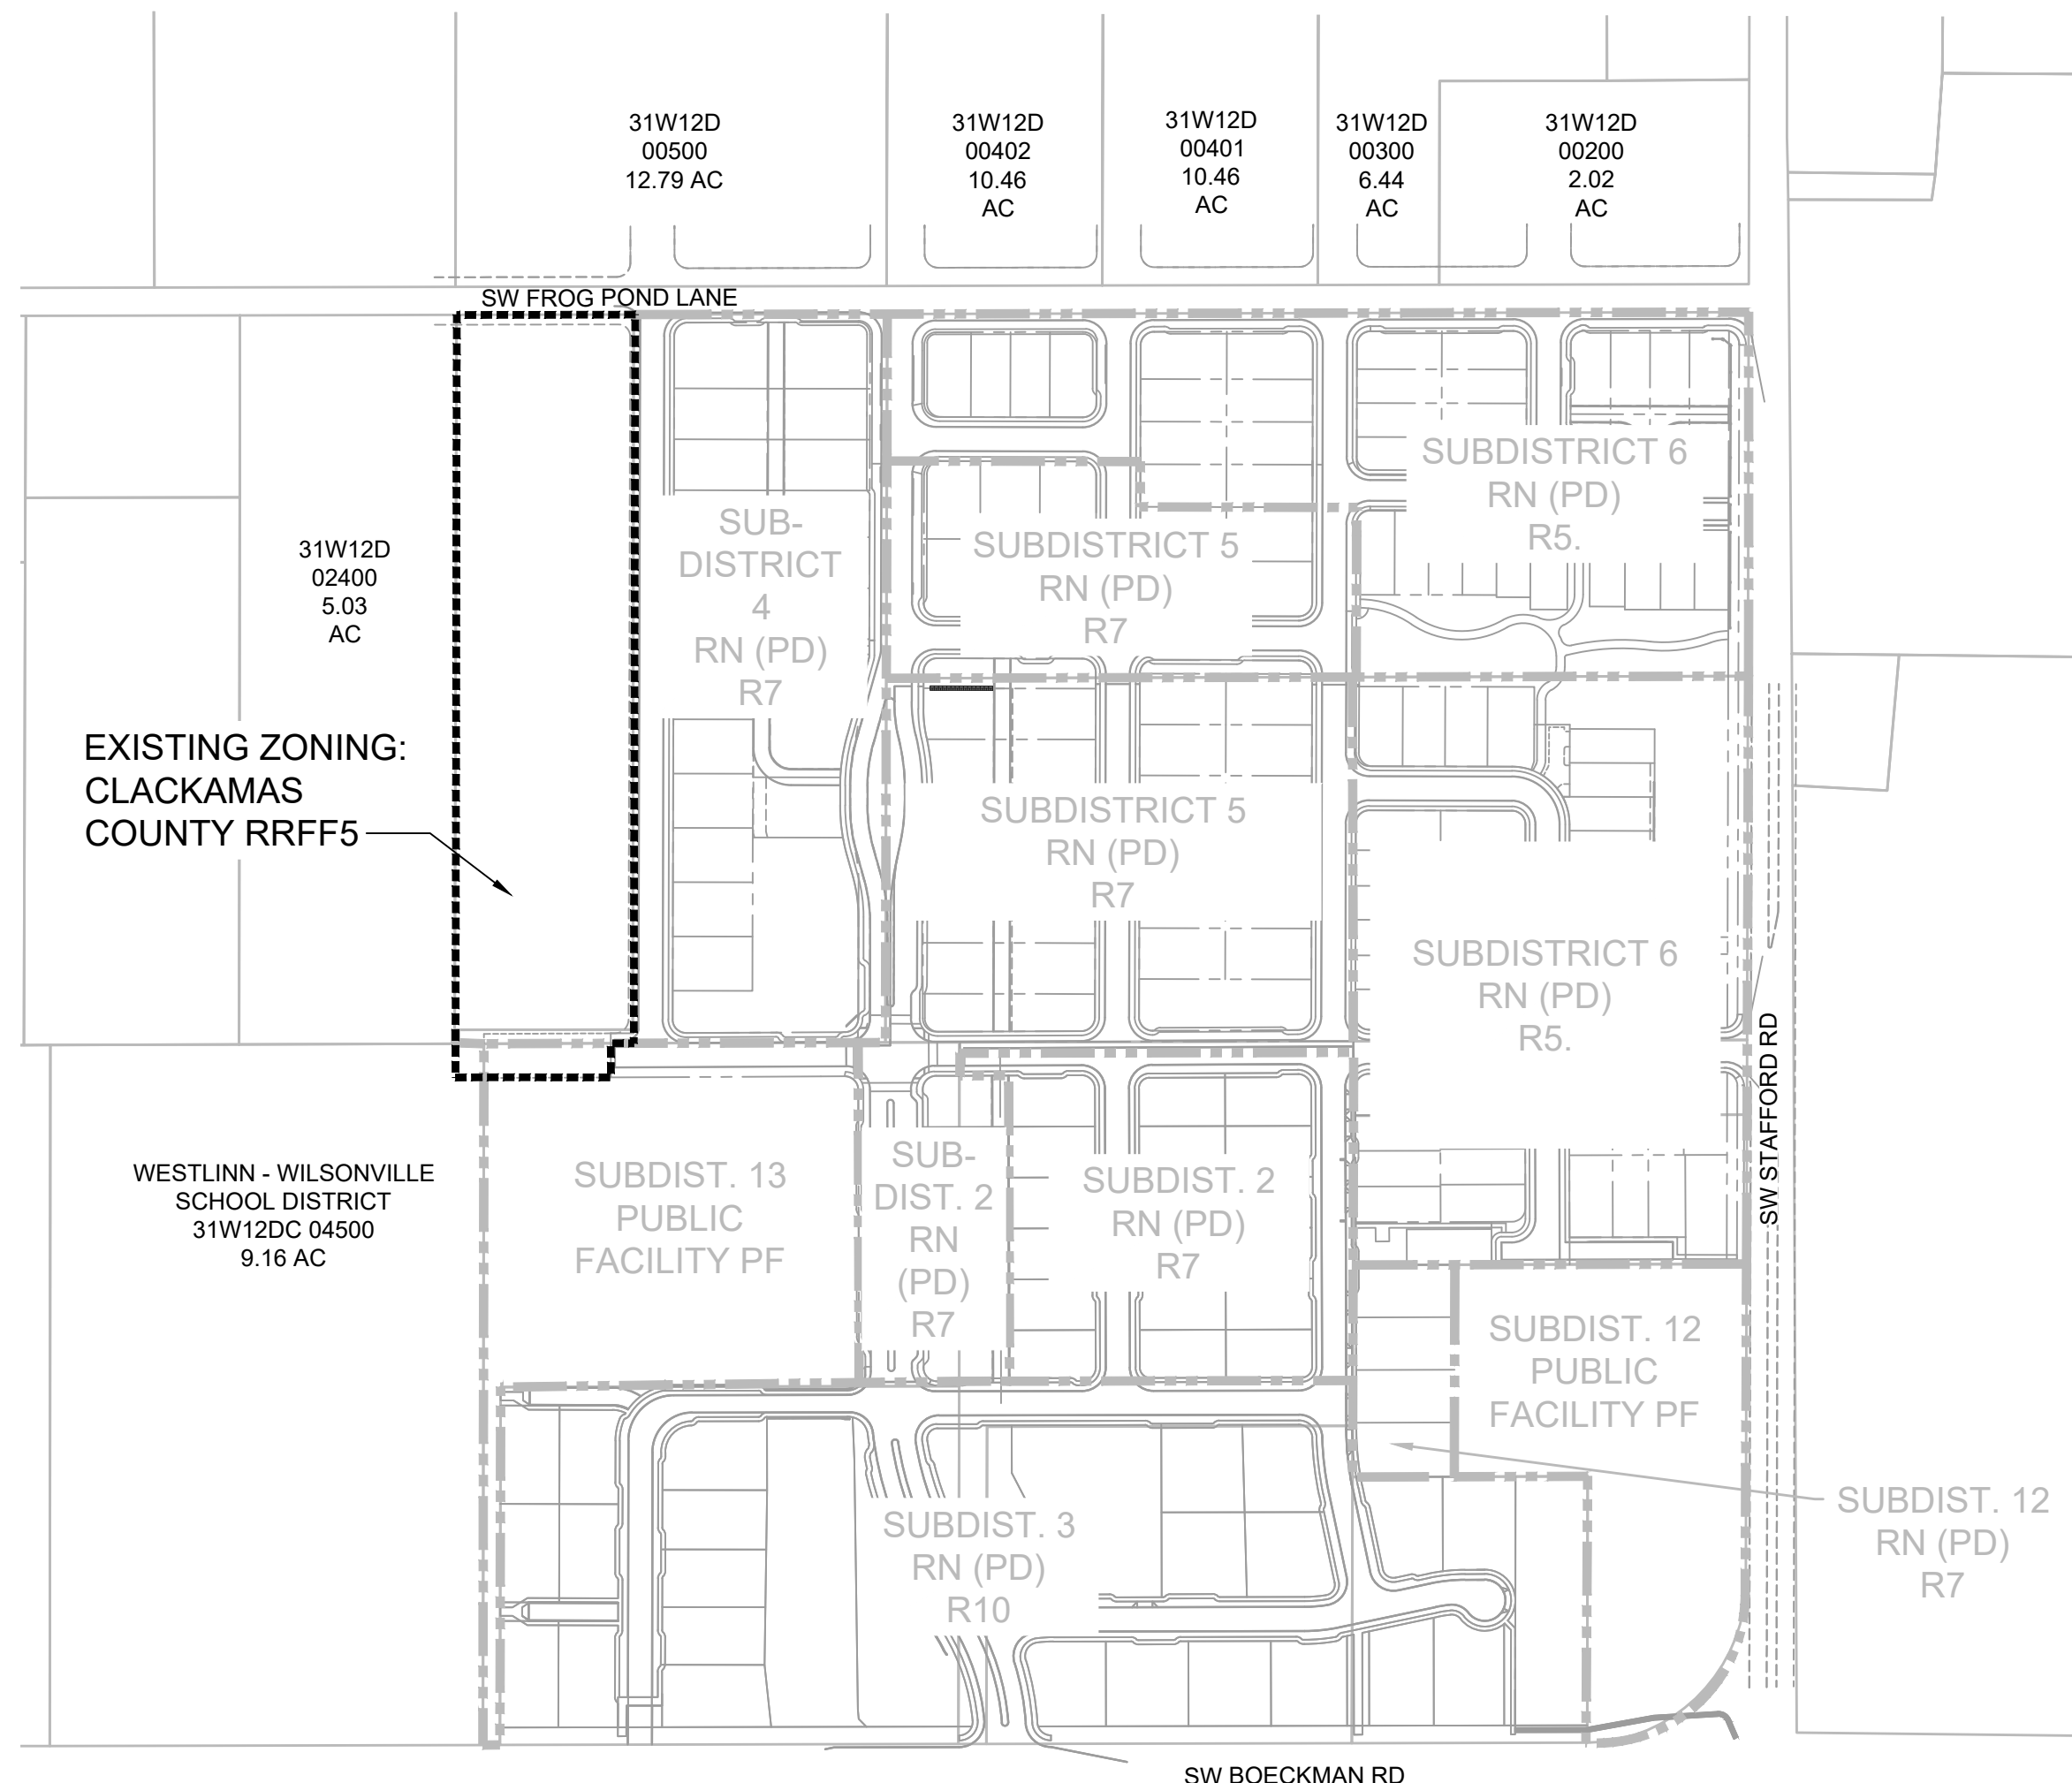 31W12D
00500
12.79 AC
31W12D
00402
10.46
AC
31W12D
00401
10.46
AC
31W12D
00300
6.44
AC
31W12D
00200
2.02
AC
SW FROG POND LANE
SUBDISTRICT 6
RN (PD)
R5.
SUB-
DISTRICT
4
RN (PD)
R7
SUBDISTRICT 5
RN (PD)
R7
31W12D
02400
5.03
AC
EXISTING ZONING:
CLACKAMAS
COUNTY RRFF5
SUBDISTRICT 5
RN (PD)
R7
SUBDISTRICT 6
RN (PD)
R5.
SW STAFFORD RD
WESTLINN - WILSONVILLE
SCHOOL DISTRICT
31W12DC 04500
9.16 AC
SUBDIST. 13
PUBLIC
FACILITY PF
SUB-
DIST. 2
RN
(PD)
R7
SUBDIST. 2
RN (PD)
R7
SUBDIST. 12
PUBLIC
FACILITY PF
SUBDIST. 3
RN (PD)
R10
SUBDIST. 12
RN (PD)
R7
SW BOECKMAN RD